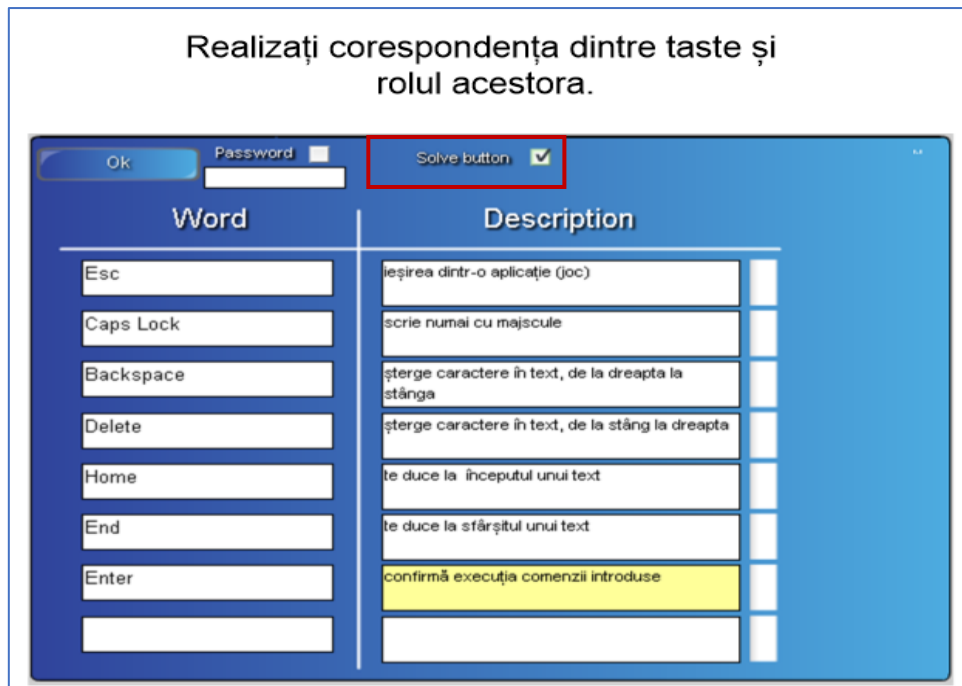 Realizați corespondența dintre taste și
rolul acestora.
Ok
Password
Solve button
Word
Description
Esc
ieșirea dintr-o aplicație (joc)
Caps Lock
scrie numai cu majscule
Backspace
șterge caractere în text, de la dreapta la
stânga
Delete
șterge caractere în text, de la stâng la dreapta
Home
te duce la începutul unui text
End
te duce la sfârșitul unui text
Enter
confirmă execuția comenzii introduse